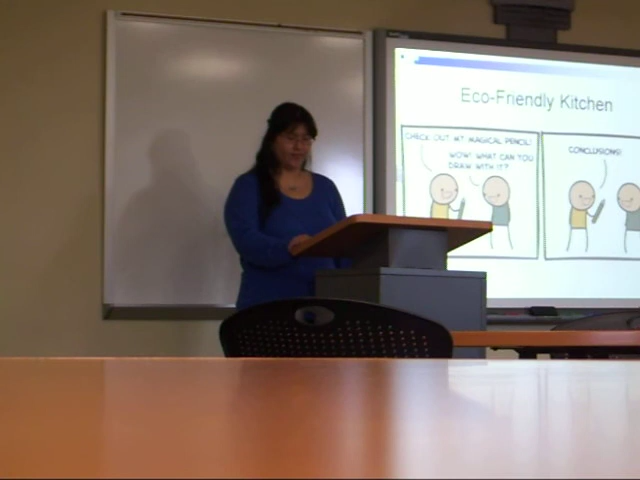 Eco-Friendly Kitchen
CHECK OUT MY MAGICAL PENCIL!
WOW! WHAT CAN YOU
DRAW WITH IT?
CONCLUSIONS!